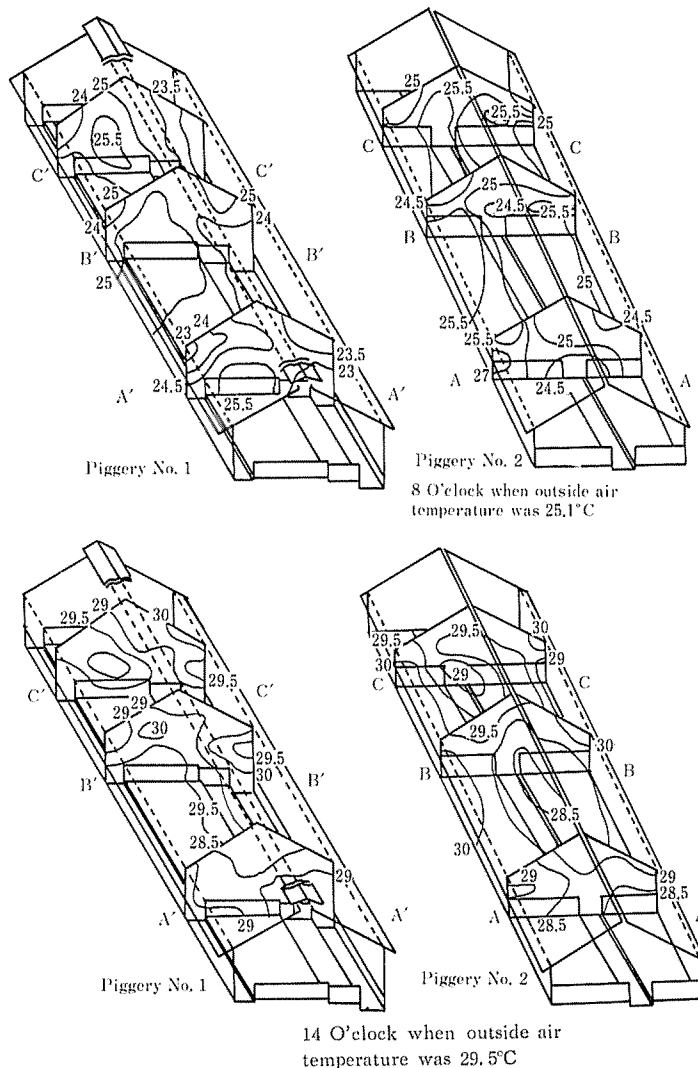 25
23.5
24
25.5
C'
C'
25
25
24
24
B'
B'
25
24
23
23.5
23
24.5
A'
A'
25.5
Piggery No. 1
25
25.5
25.5
25
C
C
25
24.5
24.5
25.5
B
B
25
25.5
25.5
24.5
25
A
27
A
24.5
Piggery No. 2
8 O'clock when outside air
temperature was 25.1°C
29
30
29.5
29.5
C'
C'
29
29
30
29.5
30
B'
B'
29.5
28.5
29
A'
A'
29
Piggery No. 1
29.5
30
29.5
30
29
29
C
C
29.5
30
B
B
28.5
30
29
29
28.5
A
A
28.5
Piggery No. 2
14 O'clock when outside air
temperature was 29.5°C